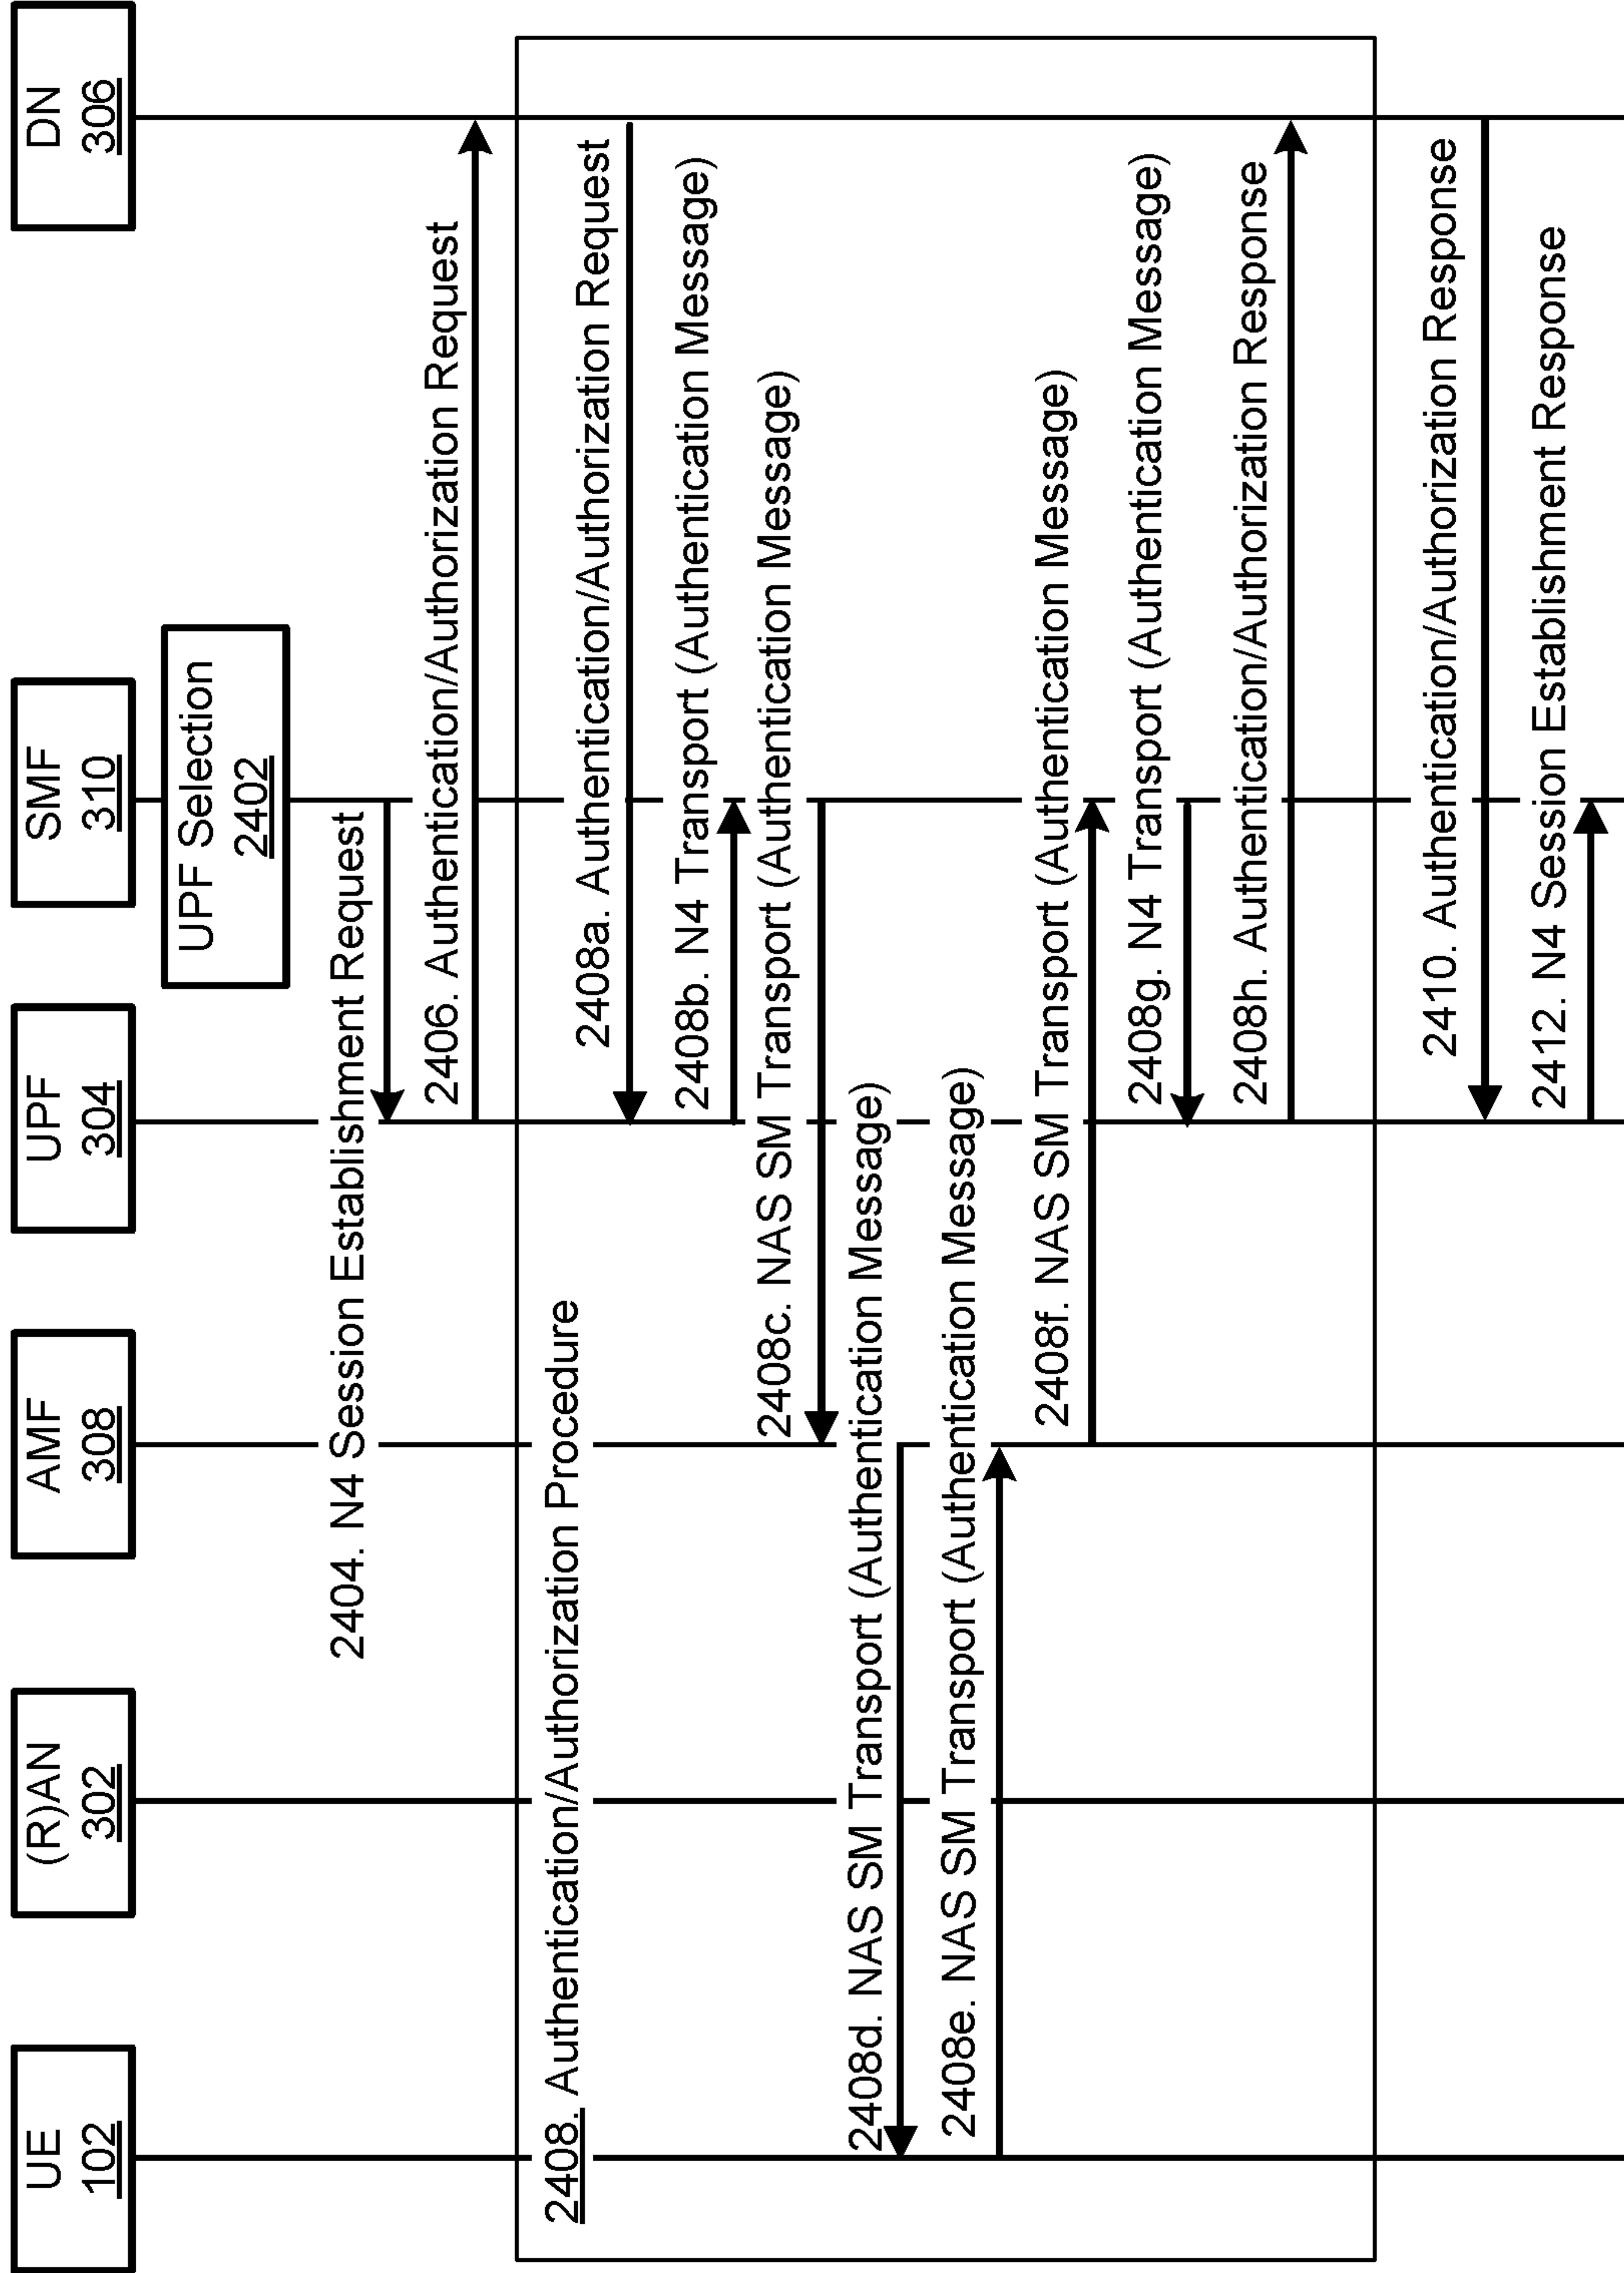 UE
102
(R)AN
302
AMF
308
UPF
304
SMF
310
DN
306
UPF Selection
2402
2404. N4 Session Establishment Request
2406. Authentication/Authorization Request
2408. Authentication/Authorization Procedure
2408a. Authentication/Authorization Request
2408b. N4 Transport (Authentication Message)
2408c. NAS SM Transport (Authentication Message)
2408d. NAS SM Transport (Authentication Message)
2408e. NAS SM Transport (Authentication Message)
2408f. NAS SM Transport (Authentication Message)
2408g. N4 Transport (Authentication Message)
2408h. Authentication/Authorization Response
2410. Authentication/Authorization Response
2412. N4 Session Establishment Response